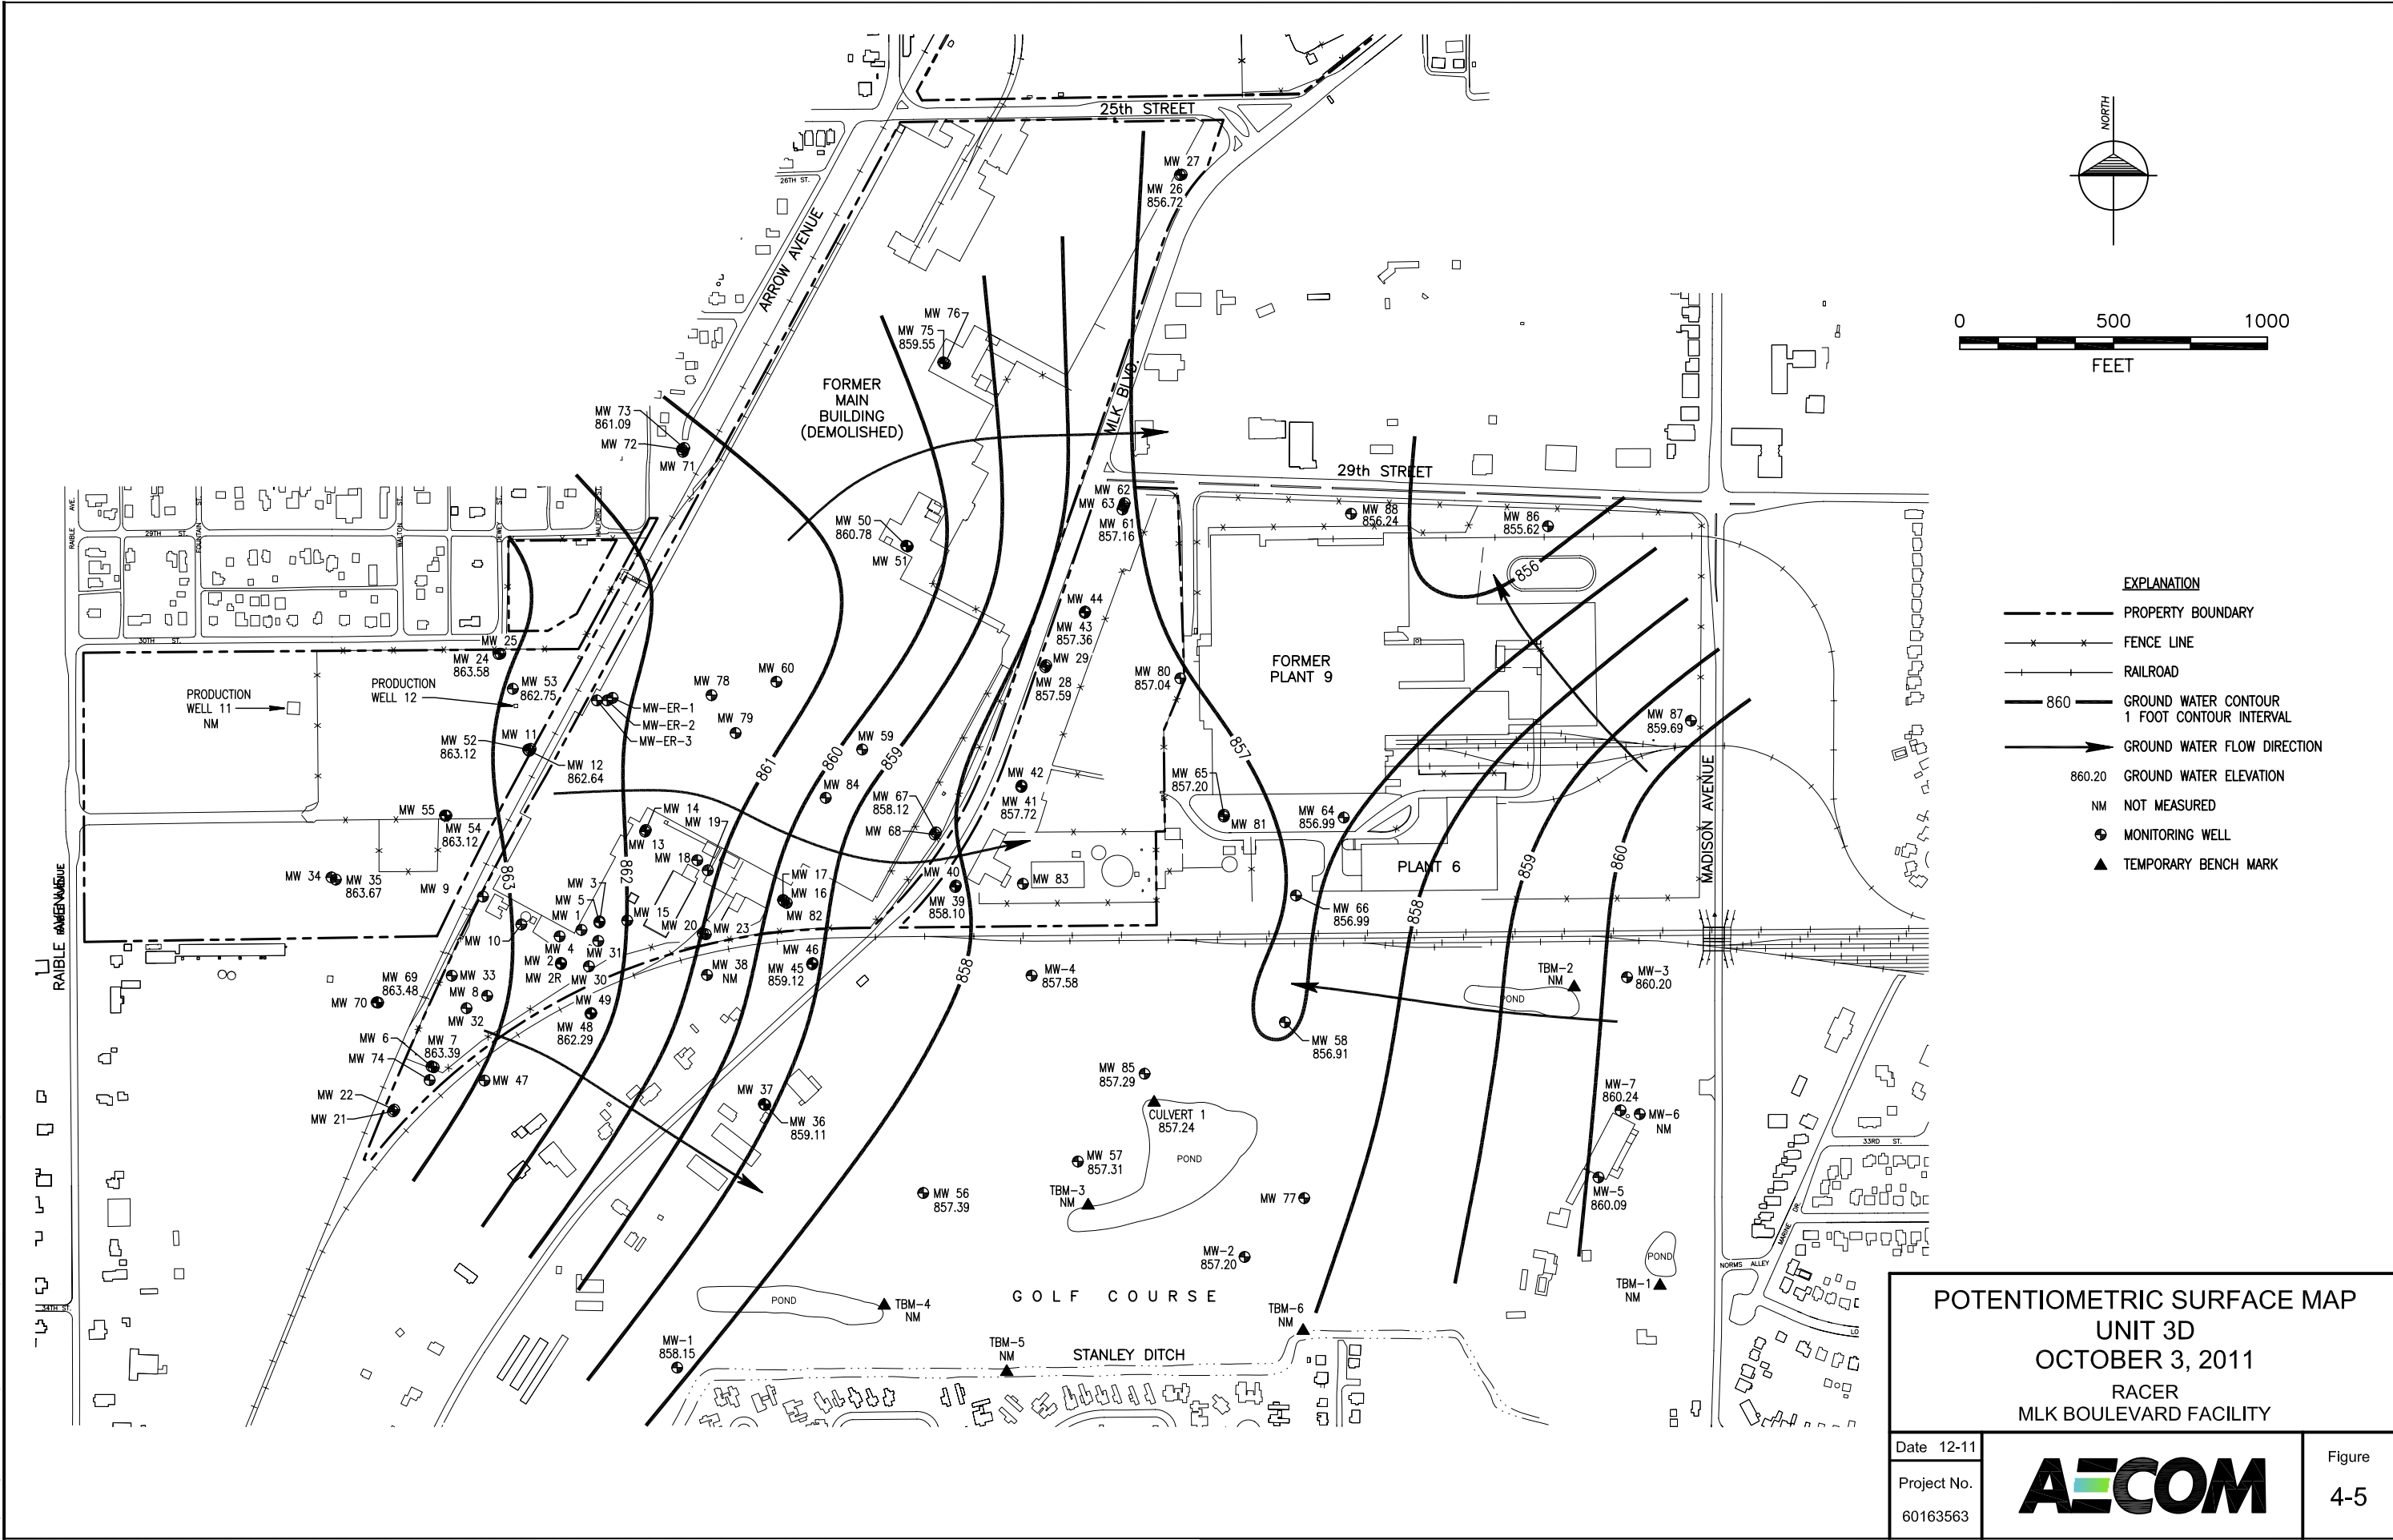 25th STREET
NORTH
26TH ST.
MW 27
MW 26
856.72
ARROW AVENUE
0 500 1000
FEET
MW 76
MW 75
859.55
FORMER
MAIN
BUILDING
(DEMOLISHED)
MLK BLVD.
MW 73
861.09
MW 72
MW 71
29th STREET
MW 62
MW 63
MW 61
857.16
MW 88
856.24
MW 86
855.62
MW 50
860.78
MW 51
RAIBLE AVE.
29TH ST.
FOUNTAIN ST.
WALTON ST.
DEWEY ST.
HALFORD ST.
30TH ST.
856
EXPLANATION
PROPERTY BOUNDARY
FENCE LINE
RAILROAD
860
GROUND WATER CONTOUR
1 FOOT CONTOUR INTERVAL
GROUND WATER FLOW DIRECTION
860.20 GROUND WATER ELEVATION
NM NOT MEASURED
MONITORING WELL
TEMPORARY BENCH MARK
MW 44
MW 43
857.36
MW 29
MW 28
857.59
MW 25
MW 24
863.58
MW 53
862.75
PRODUCTION
WELL 11
NM
PRODUCTION
WELL 12
MW 60
MW 78
MW 79
MW-ER-1
MW-ER-2
MW-ER-3
MW 80
857.04
FORMER
PLANT 9
MW 87
859.69
MW 11
MW 52
863.12
MW 12
862.64
MW 59
861
860
859
857
MW 84
MW 42
MW 41
857.72
MW 65
857.20
MW 81
MW 64
856.99
MW 55
MW 54
863.12
MW 14
MW 19
MW 13
MW 18
MW 67
858.12
MW 68
PLANT 6
MADISON AVENUE
MW 34
MW 35
863.67
MW 9
863
862
MW 3
MW 5
MW 1
MW 15
MW 17
MW 16
MW 82
MW 40
MW 39
858.10
MW 83
MW 66
856.99
858
859
860
RAIBLE AVENUE
MW 10
MW 4
MW 2
MW 2R
MW 31
MW 30
MW 20
MW 23
MW 38
NM
MW 46
MW 45
859.12
858
MW-4
857.58
TBM-2
NM
POND
MW-3
860.20
MW 69
863.48
MW 70
MW 33
MW 8
MW 32
MW 49
MW 48
862.29
MW 58
856.91
MW 6
MW 7
863.39
MW 74
MW 47
MW 22
MW 21
MW 37
MW 36
859.11
MW 85
857.29
CULVERT 1
857.24
POND
MW-7
860.24
MW-6
NM
33RD ST.
MW 57
857.31
TBM-3
NM
MW 56
857.39
MW 77
MW-5
860.09
MARINE DR.
MW-2
857.20
POND
NORMS ALLEY
TBM-1
NM
34TH ST.
POND
TBM-4
NM
GOLF COURSE
TBM-6
NM
LO
MW-1
858.15
TBM-5
NM
STANLEY DITCH
POTENTIOMETRIC SURFACE MAP
UNIT 3D
OCTOBER 3, 2011
RACER
MLK BOULEVARD FACILITY
Date 12-11
Project No.
60163563
AECOM
Figure
4-5